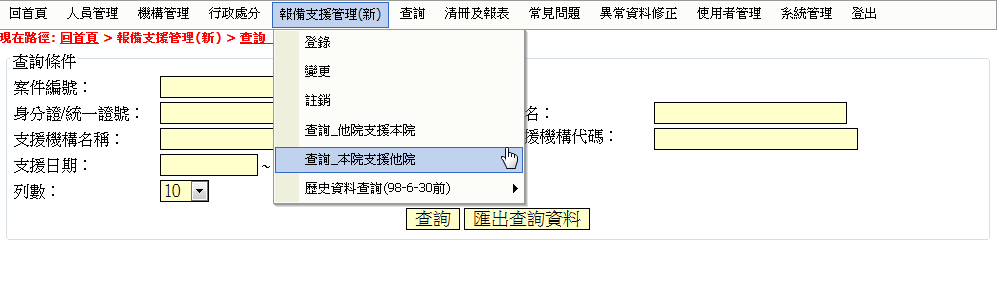 回首頁 人員管理 機構管理 行政處分 報備支援管理(新) 查詢 清冊及報表 常見問題 異常資料修正 使用者管理 系統管理 登出
現在路徑: 回首頁 > 報備支援管理(新) > 查詢_
登錄
變更
註銷
查詢_他院支援本院
查詢_本院支援他院
歷史資料查詢(98-6-30前)
查詢條件
案件編號：
身分證/統一證號： 名：
支援機構名稱： 援機構代碼：
支援日期： ~
列數： 10
查詢 匯出查詢資料